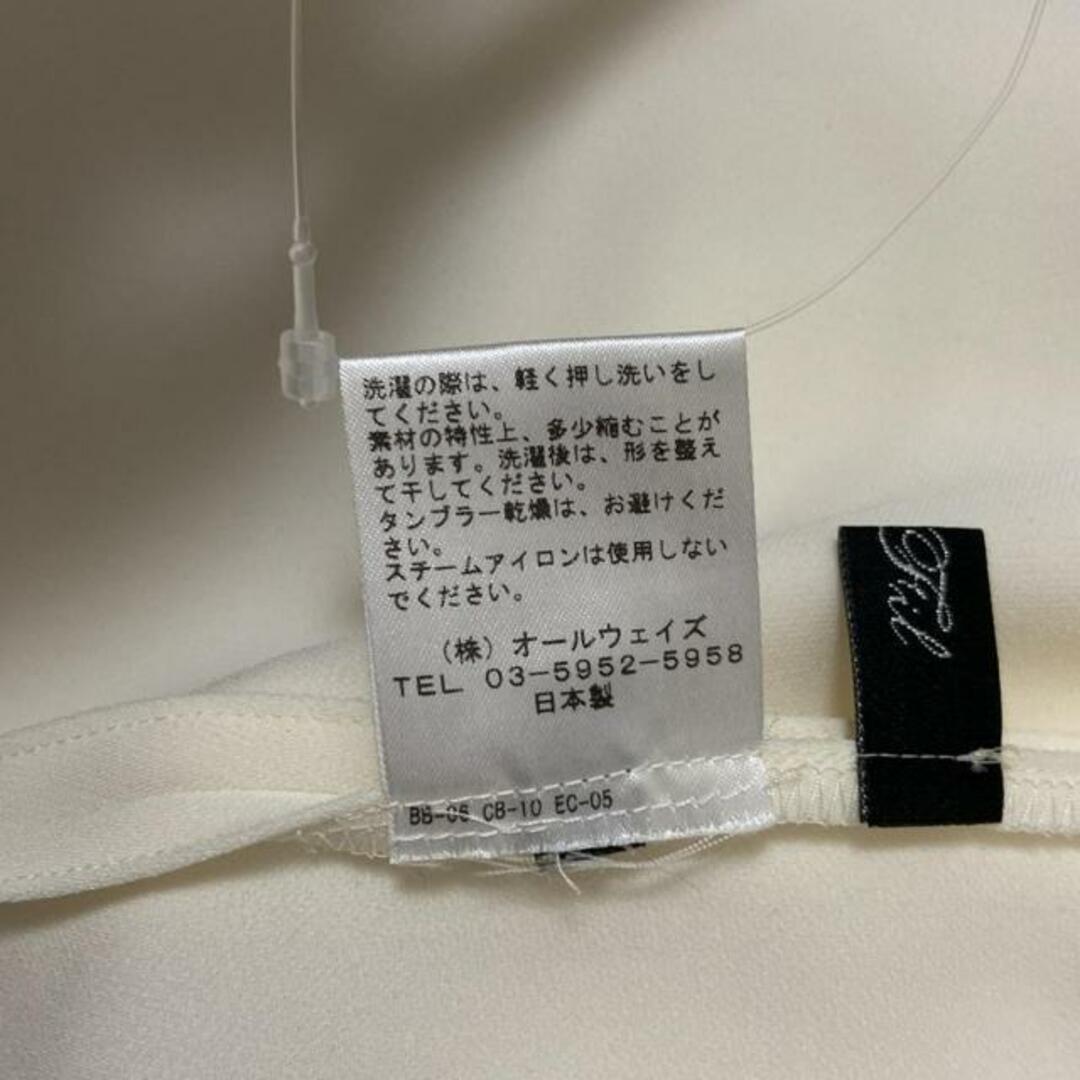 洗濯の際は、軽く押し洗いをし
てください。
素材の特性上、多少縮むことが
あります。洗濯後は、形を整え
て干してください。
タンブラー乾燥は、お避けくだ
さい。
スチームアイロンは使用しない
でください。
(株)オールウェイズ
TEL 03-5952-5958
日本製
BB-06 CB-10 EC-05